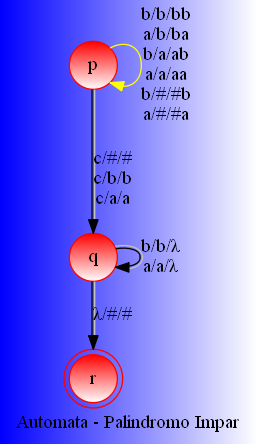 b/b/bb
a/b/ba
p
b/a/ab
a/a/aa
b/#/#b
a/#/#a
c/#/#
c/b/b
c/a/a
q
b/b/λ
a/a/λ
λ/#/#
r
Automata - Palindromo Impar